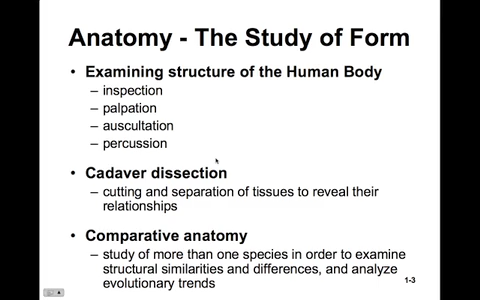 Anatomy - The Study of Form
• Examining structure of the Human Body
– inspection
– palpation
– auscultation
– percussion
• Cadaver dissection
– cutting and separation of tissues to reveal their
relationships
• Comparative anatomy
– study of more than one species in order to examine
structural similarities and differences, and analyze
evolutionary trends
1-3